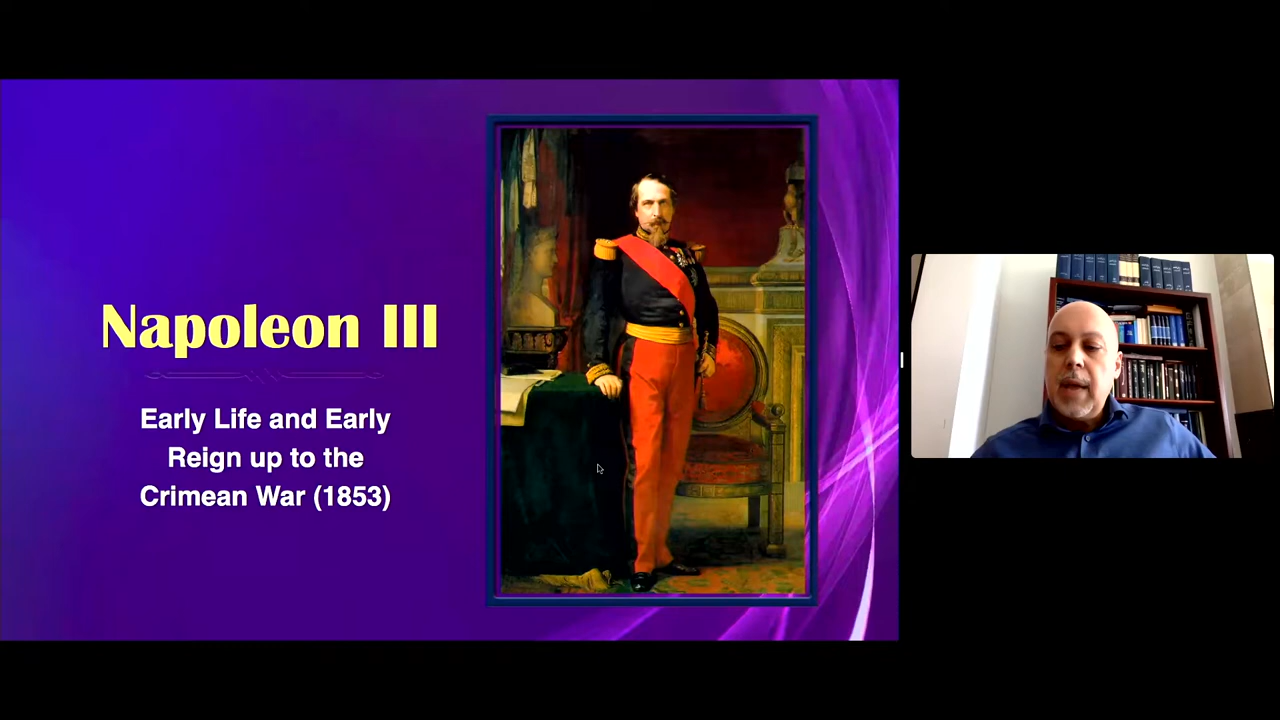 Napoleon III
Early Life and Early
Reign up to the
Crimean War (1853)